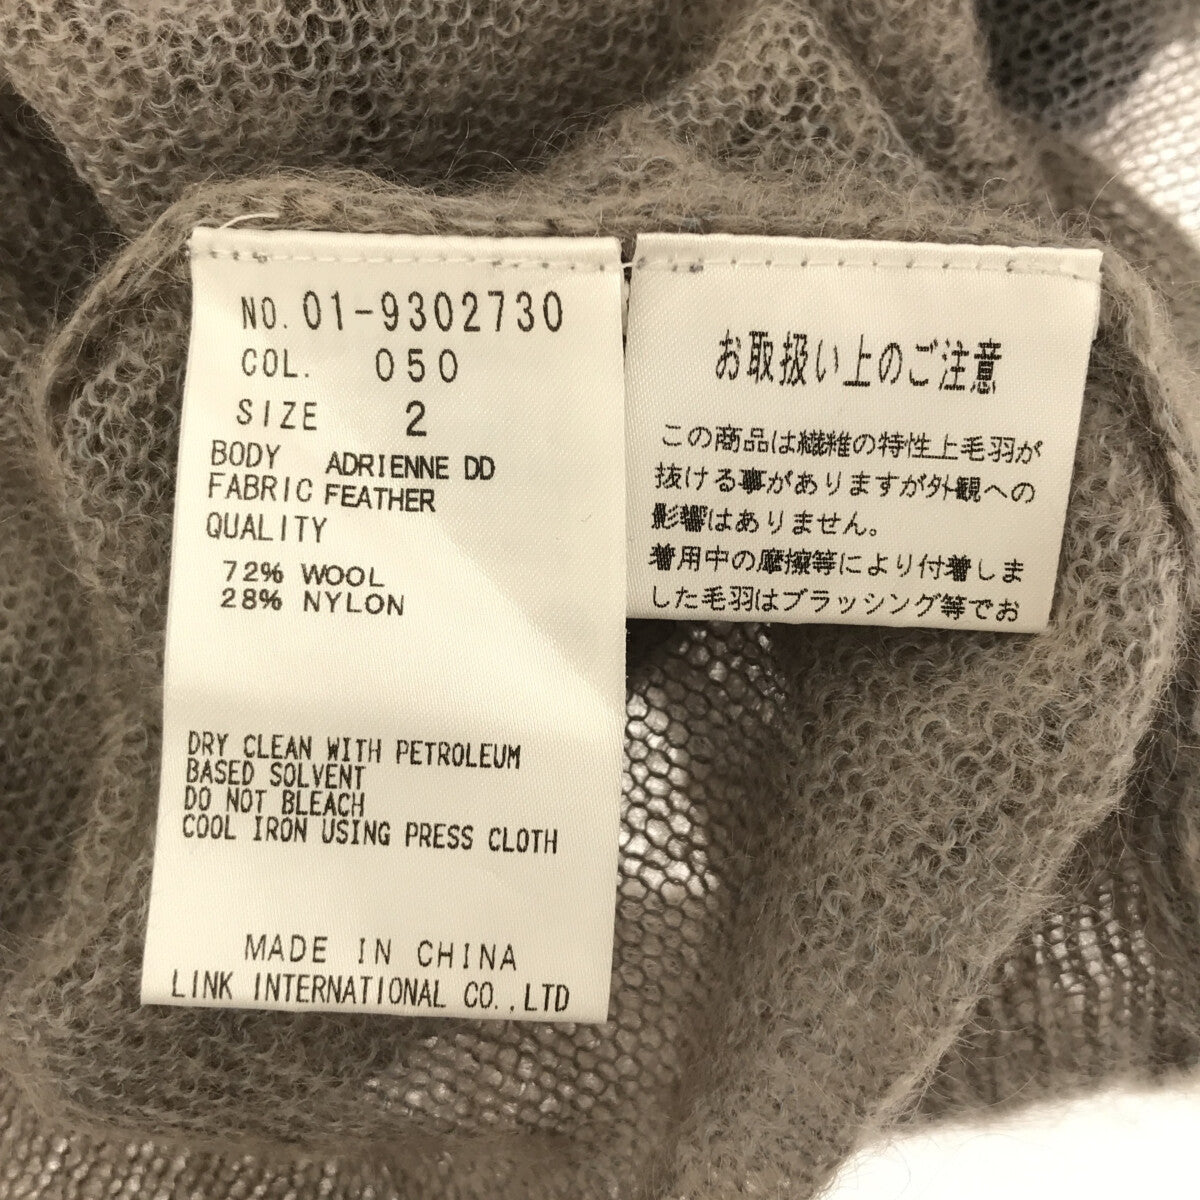 NO. 01-9302730
COL. 050
SIZE 2
BODY ADRIENNE DD
FABRIC FEATHER
QUALITY
72% WOOL
28% NYLON
DRY CLEAN WITH PETROLEUM
BASED SOLVENT
DO NOT BLEACH
COOL IRON USING PRESS CLOTH
MADE IN CHINA
LINK INTERNATIONAL CO.,LTD
お取扱い上のご注意
この商品は繊維の特性上毛羽が
抜ける事がありますが外観への
影響はありません。
着用中の摩擦等により付着しま
した毛羽はブラッシング等でお